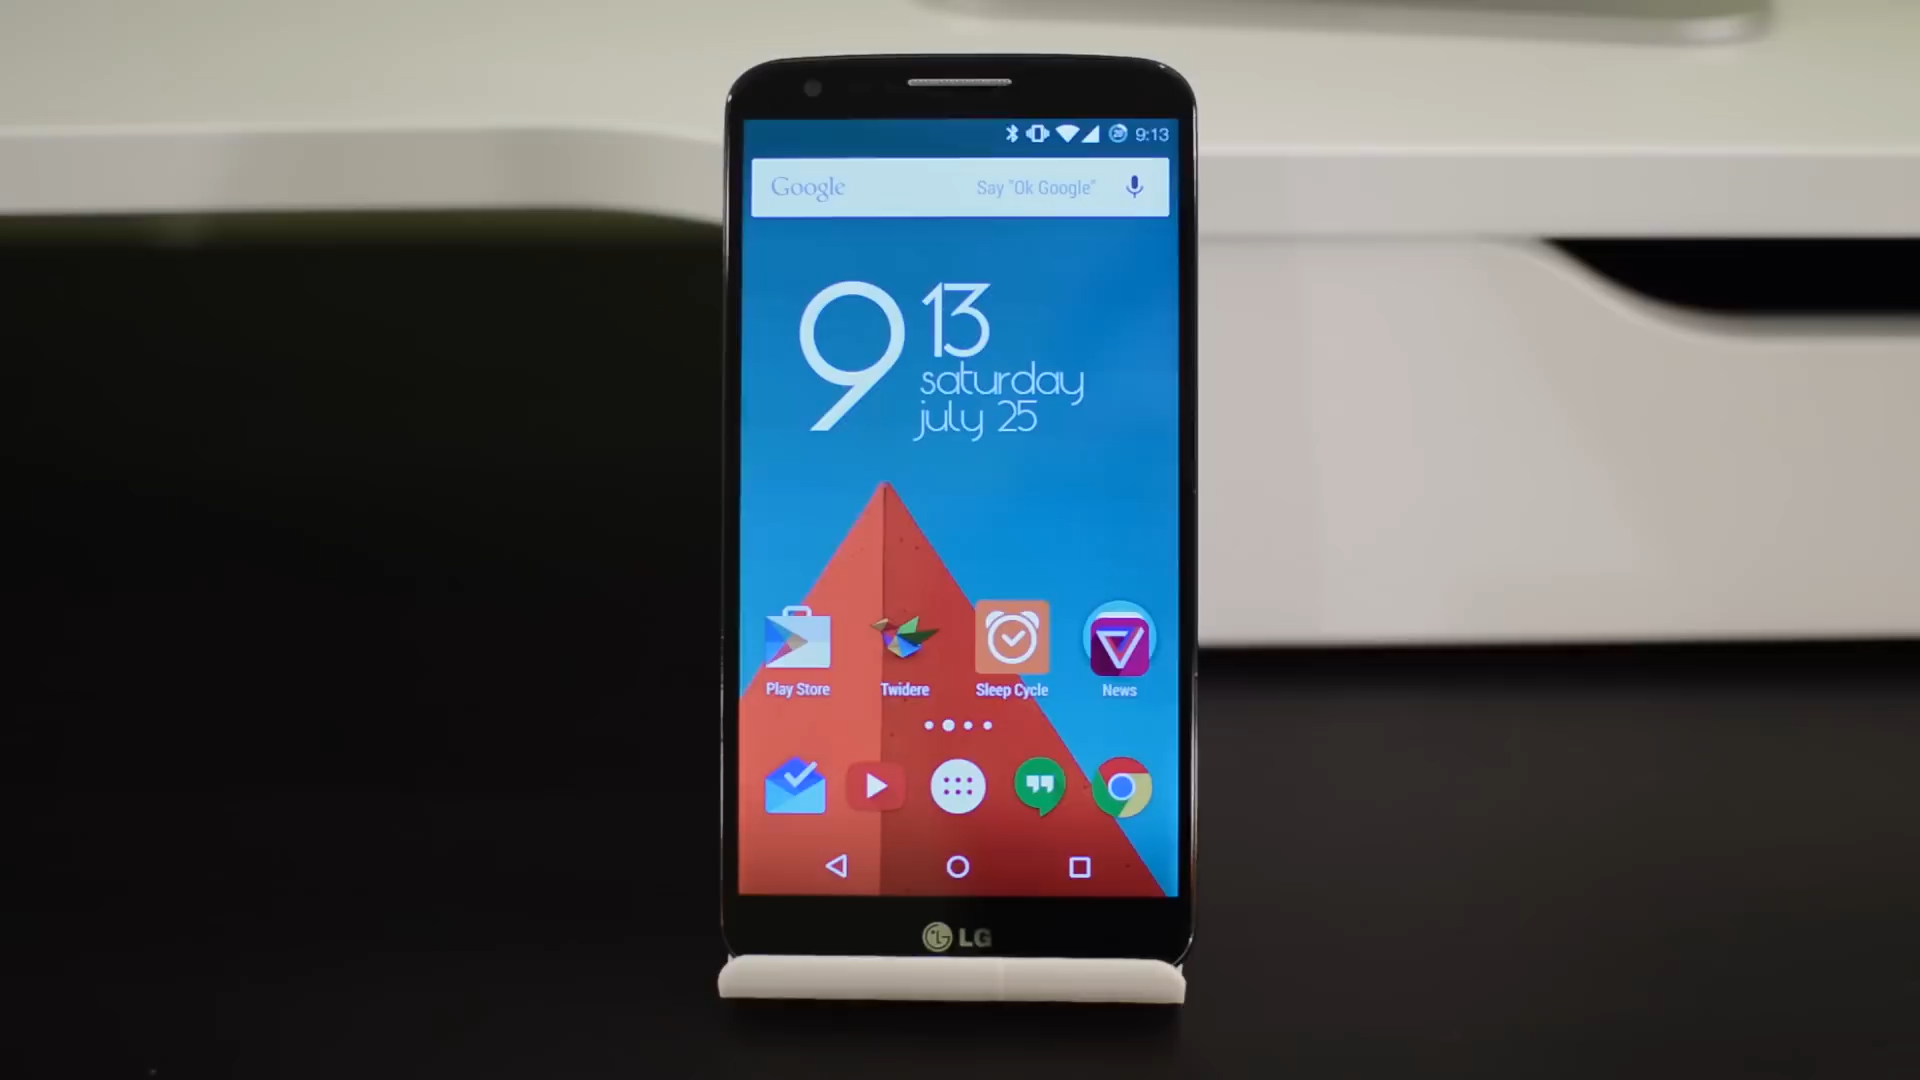 9:13
Google Say "Ok Google"
9 13
saturday
july 25
Play Store Twidere Sleep Cycle News
LG